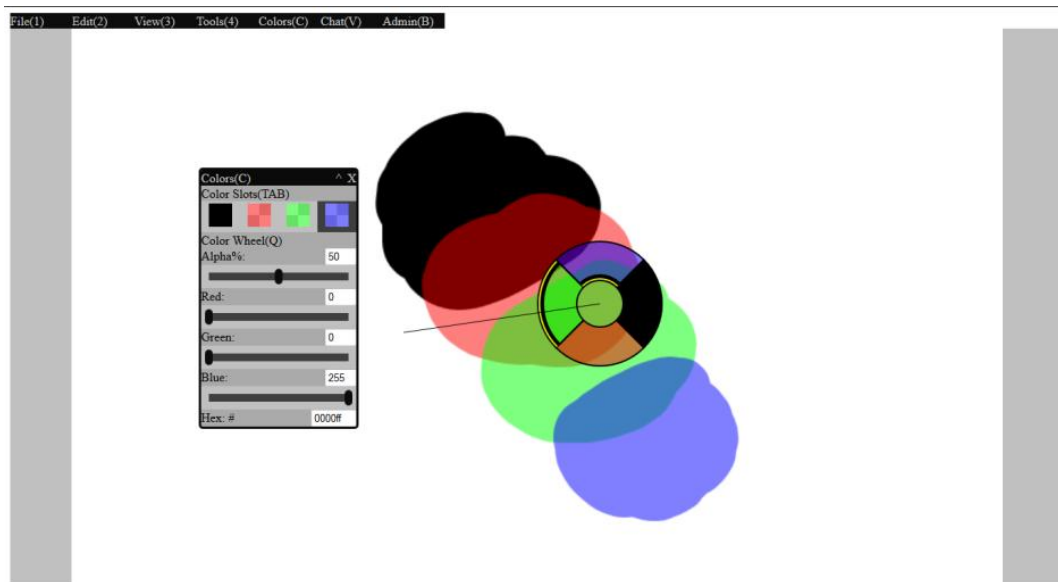 File(1) Edit(2) View(3) Tools(4) Colors(C) Chat(V) Admin(B)
Colors(C) ^ X
Color Slots(TAB)
Color Wheel(Q)
Alpha%: 50
Red: 0
Green: 0
Blue: 255
Hex: # 0000ff